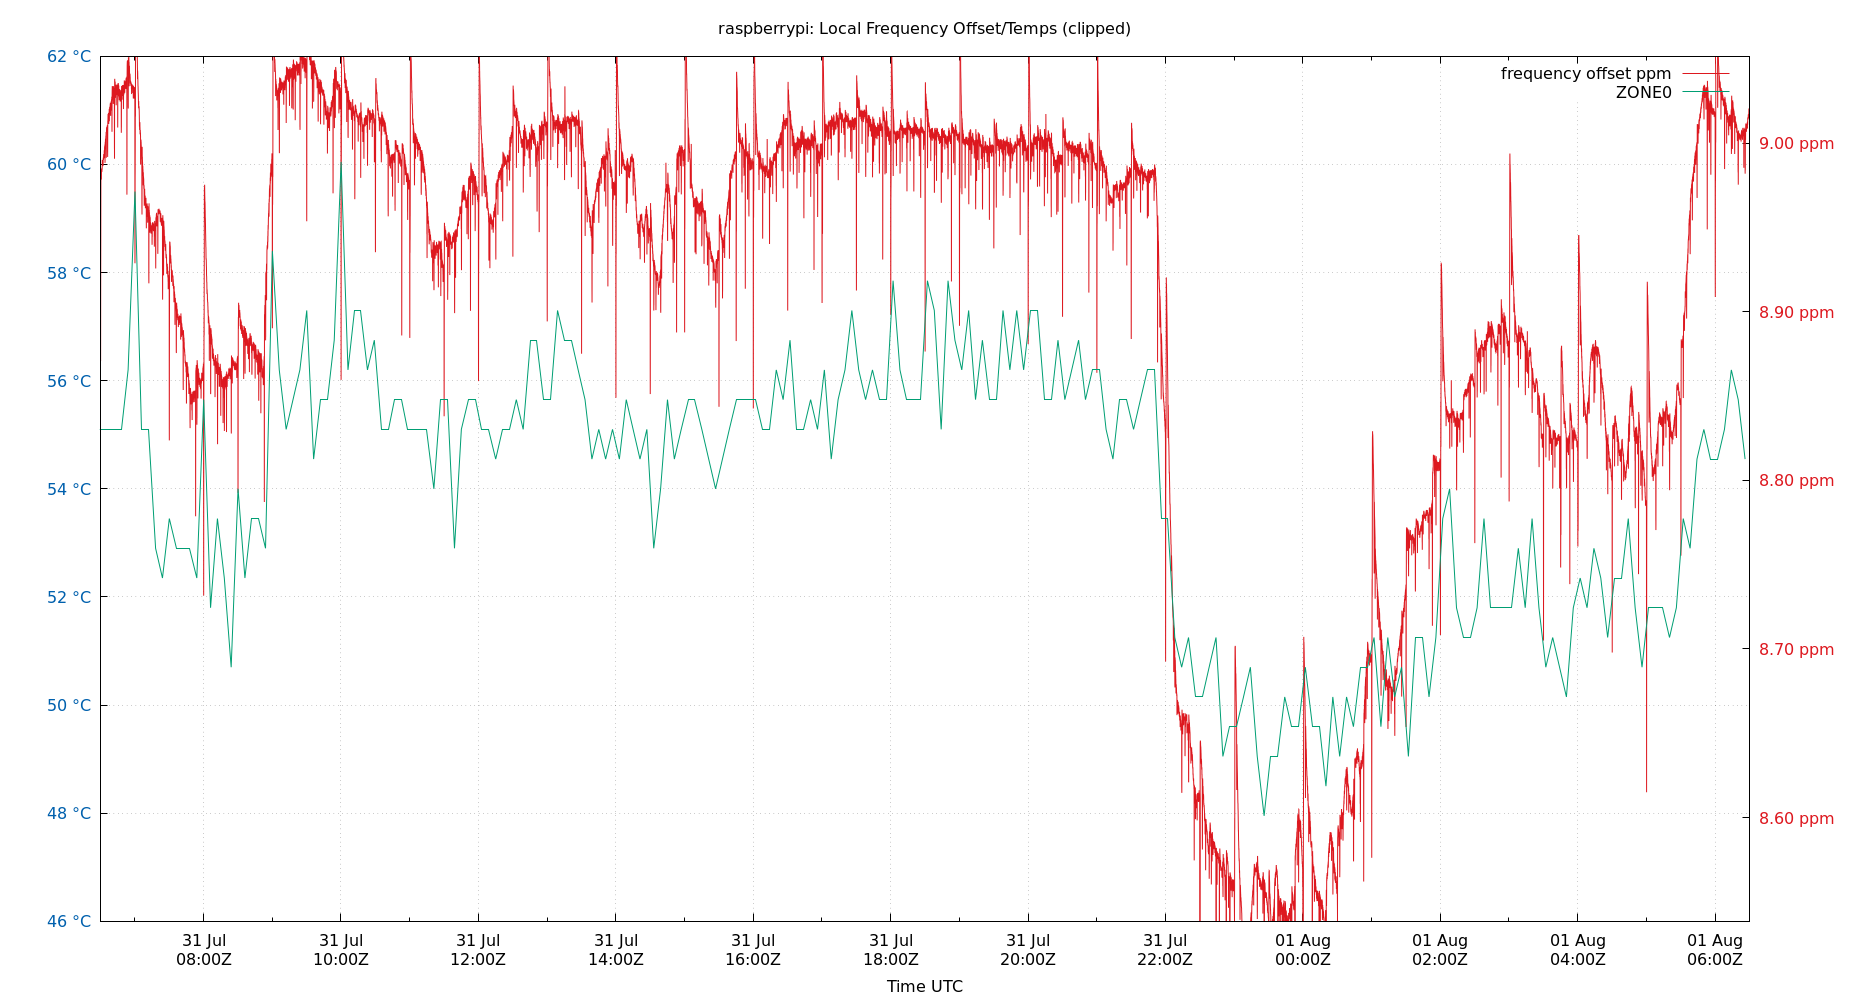 raspberrypi: Local Frequency Offset/Temps (clipped)
frequency offset ppm
ZONE0
62 °C
60 °C
58 °C
56 °C
54 °C
52 °C
50 °C
48 °C
46 °C
9.00 ppm
8.90 ppm
8.80 ppm
8.70 ppm
8.60 ppm
31 Jul
08:00Z
31 Jul
10:00Z
31 Jul
12:00Z
31 Jul
14:00Z
31 Jul
16:00Z
31 Jul
18:00Z
31 Jul
20:00Z
31 Jul
22:00Z
01 Aug
00:00Z
01 Aug
02:00Z
01 Aug
04:00Z
01 Aug
06:00Z
Time UTC